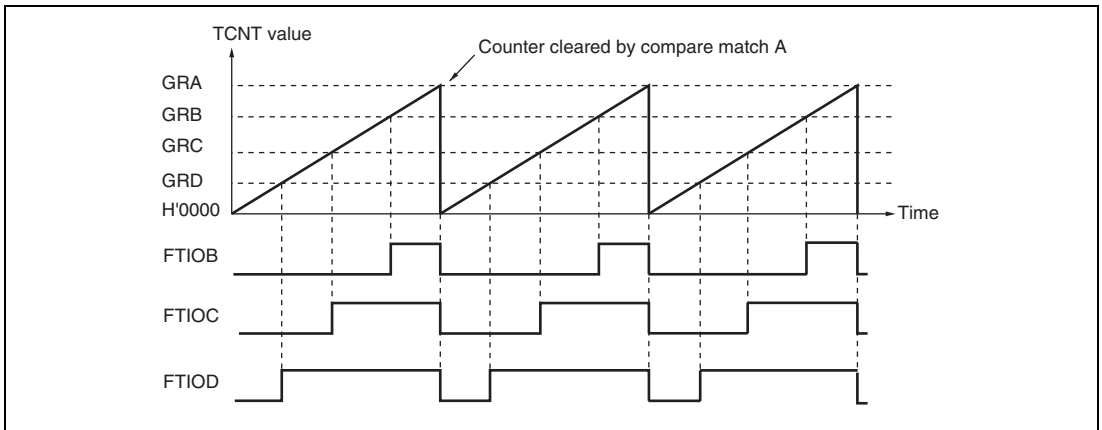 TCNT value
Counter cleared by compare match A
GRA
GRB
GRC
GRD
H'0000
Time
FTIOB
FTIOC
FTIOD